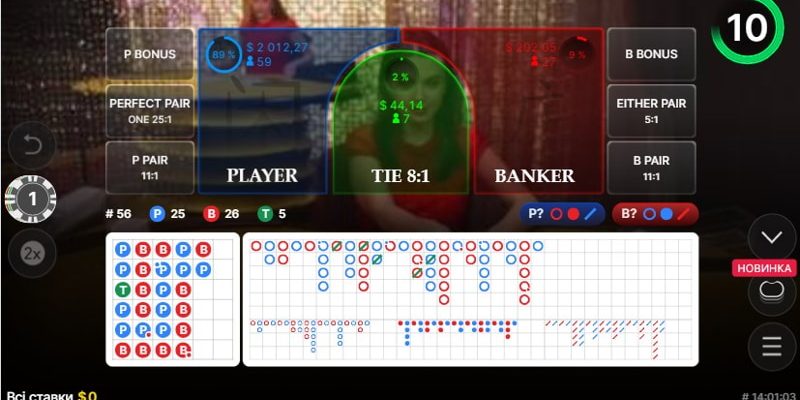 10
P BONUS
89 %
$ 2 012,27
59
2 %
$ 44,14
7
$ 202,05
27
9 %
B BONUS
PERFECT PAIR
ONE 25:1
EITHER PAIR
5:1
P PAIR
11:1
PLAYER
TIE 8:1
BANKER
B PAIR
11:1
1
2x
# 56 P 25 B 26 T 5
P?
B?
P B B P B
P B P P P
T B P B
P B P B
P P P B
B B B B
НОВИНКА
Всі ставки $0
# 14:01:03